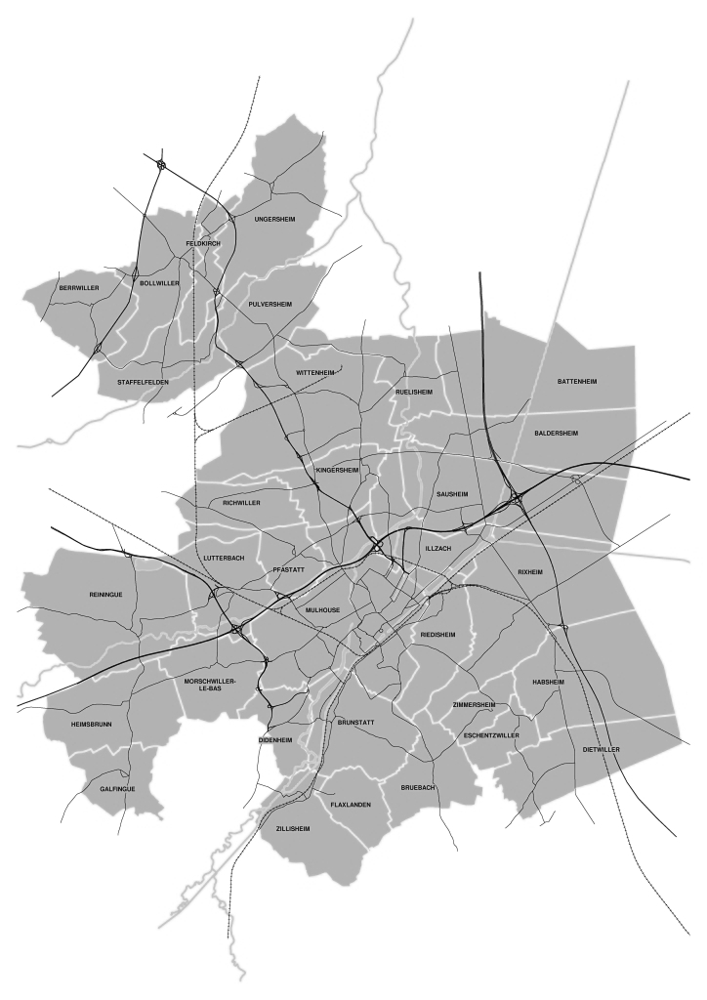 UNGERSHEIM
FELDKIRCH
BERRWILLER
BOLLWILLER
PULVERSHEIM
STAFFELFELDEN
WITTENHEIM
RUELISHEIM
BATTENHEIM
BALDERSHEIM
KINGERSHEIM
RICHWILLER
SAUSHEIM
LUTTERBACH
PFASTATT
ILLZACH
RIXHEIM
REININGUE
MULHOUSE
RIEDISHEIM
MORSCHWILLER-
LE-BAS
HABSHEIM
ZIMMERSHEIM
HEIMSBRUNN
BRUNSTATT
ESCHENTZWILLER
DIDENHEIM
DIETWILLER
GALFINGUE
BRUEBACH
FLAXLANDEN
ZILLISHEIM